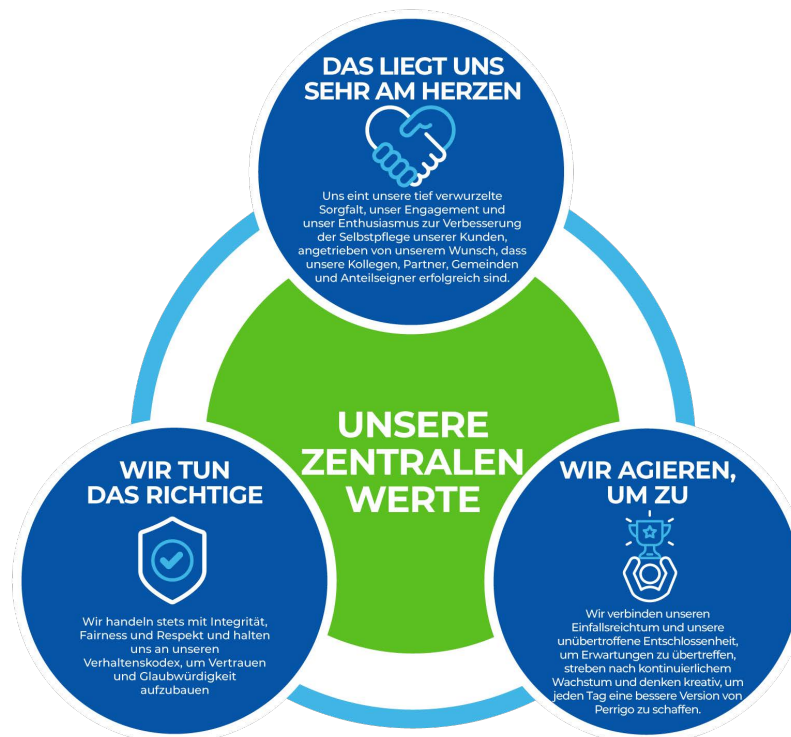 DAS LIEGT UNS
SEHR AM HERZEN
Uns eint unsere tief verwurzelte
Sorgfalt, unser Engagement und
unser Enthusiasmus zur Verbesserung
der Selbstpflege unserer Kunden,
angetrieben von unserem Wunsch, dass
unsere Kollegen, Partner, Gemeinden
und Anteilseigner erfolgreich sind.
UNSERE
ZENTRALEN
WERTE
WIR TUN
DAS RICHTIGE
Wir handeln stets mit Integrität,
Fairness und Respekt und halten
uns an unseren
Verhaltenskodex, um Vertrauen
und Glaubwürdigkeit
aufzubauen
WIR AGIEREN,
UM ZU
Wir verbinden unseren
Einfallsreichtum und unsere
unübertroffene Entschlossenheit,
um Erwartungen zu übertreffen,
streben nach kontinuierlichem
Wachstum und denken kreativ, um
jeden Tag eine bessere Version von
Perrigo zu schaffen.